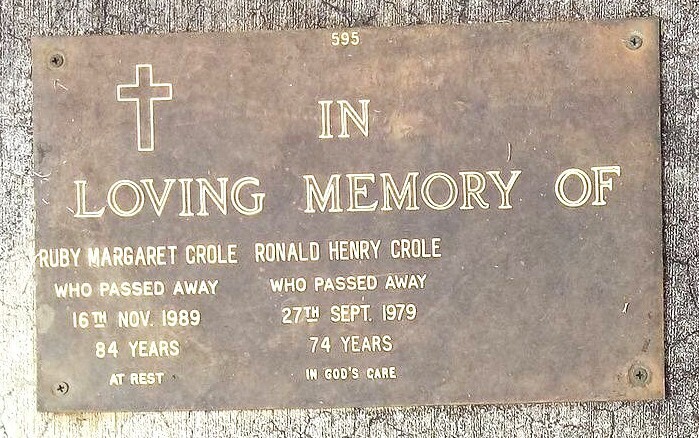 595
IN
LOVING MEMORY OF
RUBY MARGARET CROLE
WHO PASSED AWAY
16TH NOV. 1989
84 YEARS
AT REST
RONALD HENRY CROLE
WHO PASSED AWAY
27TH SEPT. 1979
74 YEARS
IN GOD'S CARE